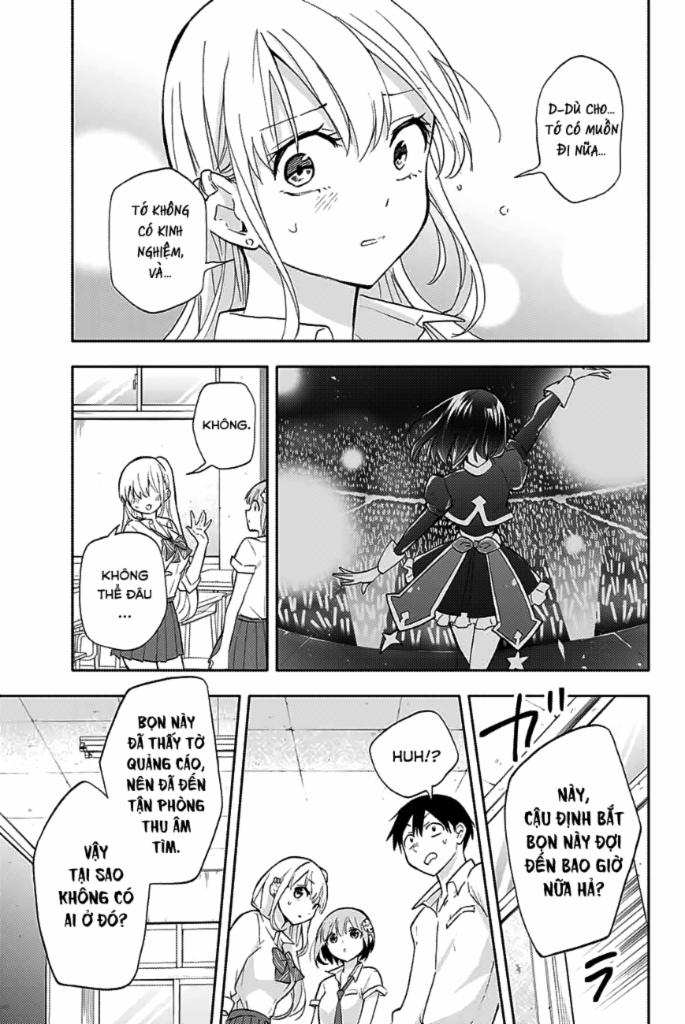 D-DÙ CHO...
TỚ CÓ MUỐN
ĐI NỮA...
TỚ KHÔNG
CÓ KINH
NGHIỆM,
VÀ...
KHÔNG.
KHÔNG
THỂ ĐÂU
...
NÀY,
CẬU ĐỊNH BẮT
BỌN NÀY ĐỢI
ĐẾN BAO GIỜ
NỮA HẢ?
ガラ
HUH!?
BỌN NÀY
ĐÃ THẤY TỜ
QUẢNG CÁO,
NÊN ĐÃ ĐẾN
TẬN PHÒNG
THU ÂM
TÌM.
VẬY
TẠI SAO
KHÔNG CÓ
AI Ở ĐÓ?